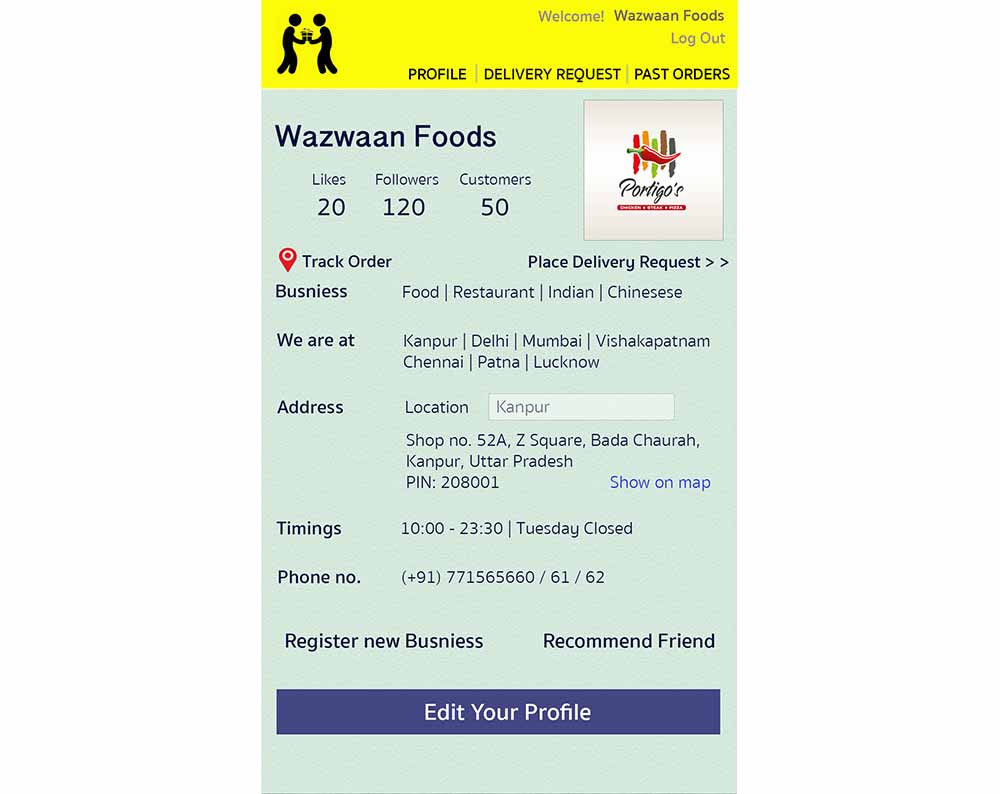 Welcome! Wazwaan Foods
Log Out
PROFILE | DELIVERY REQUEST | PAST ORDERS
Wazwaan Foods
Likes Followers Customers
20 120 50
Portigo's
CHICKEN • STEAK • PIZZA
Track Order
Place Delivery Request > >
Busniess Food | Restaurant | Indian | Chinesese
We are at Kanpur | Delhi | Mumbai | Vishakapatnam
Chennai | Patna | Lucknow
Address Location Kanpur
Shop no. 52A, Z Square, Bada Chaurah,
Kanpur, Uttar Pradesh
PIN: 208001 Show on map
Timings 10:00 - 23:30 | Tuesday Closed
Phone no. (+91) 771565660 / 61 / 62
Register new Busniess Recommend Friend
Edit Your Profile